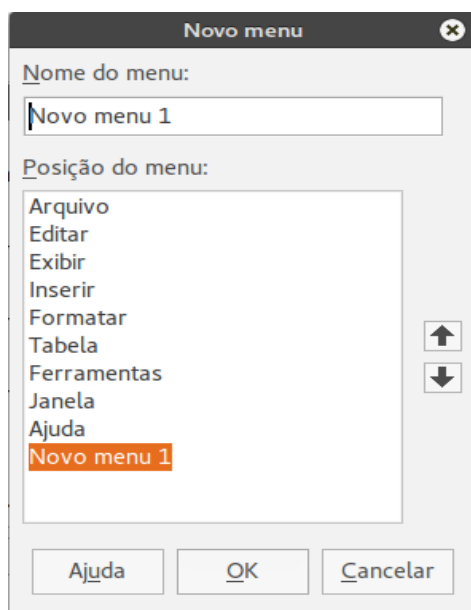 Novo menu
Nome do menu:
Novo menu 1
Posição do menu:
Arquivo
Editar
Exibir
Inserir
Formatar
Tabela
Ferramentas
Janela
Ajuda
Novo menu 1
Ajuda OK Cancelar